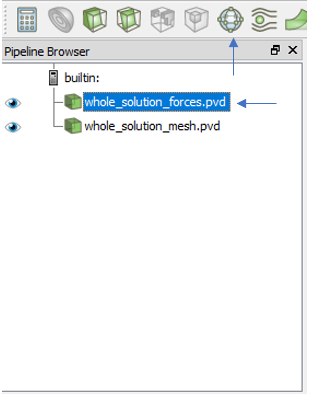 Pipeline Browser
builtin:
whole_solution_forces.pvd
whole_solution_mesh.pvd